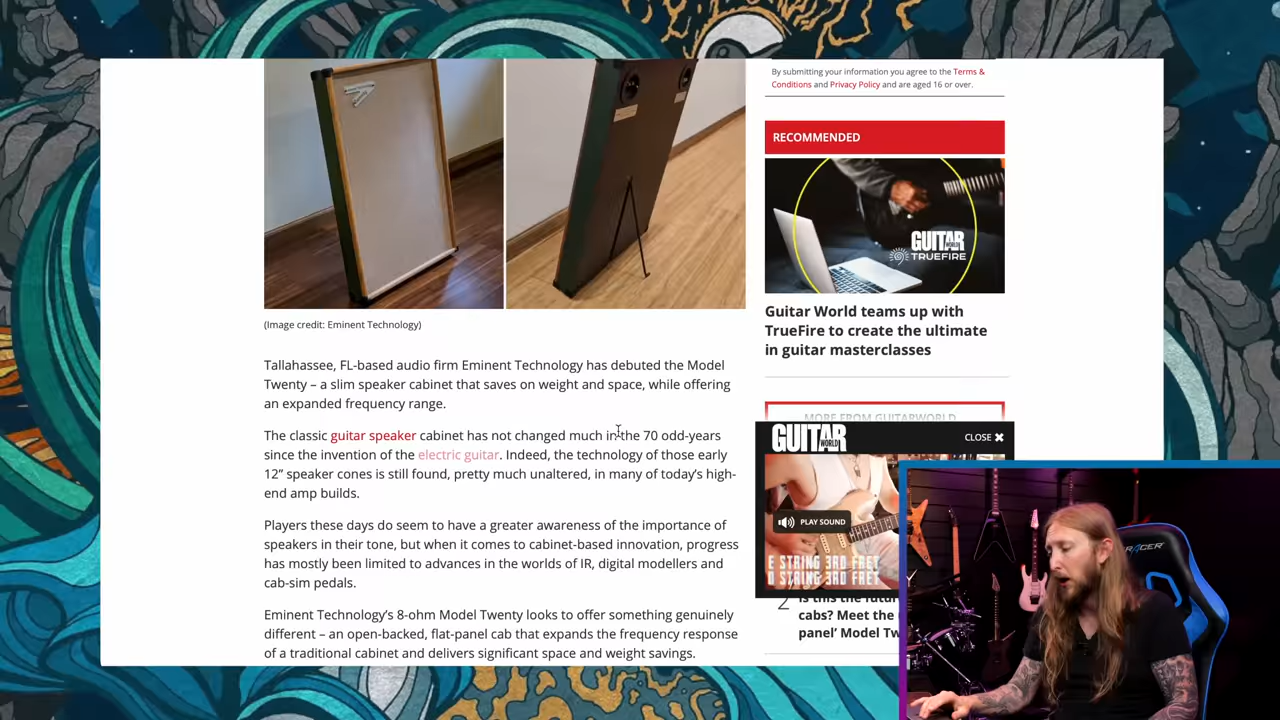 (Image credit: Eminent Technology)
Tallahassee, FL-based audio firm Eminent Technology has debuted the Model
Twenty – a slim speaker cabinet that saves on weight and space, while offering
an expanded frequency range.
The classic guitar speaker cabinet has not changed much in the 70 odd-years
since the invention of the electric guitar. Indeed, the technology of those early
12” speaker cones is still found, pretty much unaltered, in many of today’s high-
end amp builds.
Players these days do seem to have a greater awareness of the importance of
speakers in their tone, but when it comes to cabinet-based innovation, progress
has mostly been limited to advances in the worlds of IR, digital modellers and
cab-sim pedals.
Eminent Technology’s 8-ohm Model Twenty looks to offer something genuinely
different – an open-backed, flat-panel cab that expands the frequency response
of a traditional cabinet and delivers significant space and weight savings.
By submitting your information you agree to the Terms &
Conditions and Privacy Policy and are aged 16 or over.
RECOMMENDED
GUITAR
WORLD
TRUEFIRE
Guitar World teams up with
TrueFire to create the ultimate
in guitar masterclasses
MORE FROM GUITARWORLD
GUITAR
WORLD
CLOSE ✖
PLAY SOUND
E STRING 3RD FRET
D STRING 3RD FRET
2
Is this the futu
cabs? Meet the
panel’ Model Tw
RACER